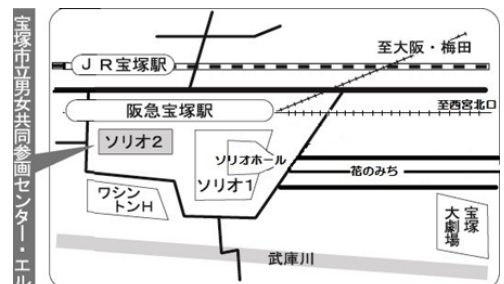 宝塚市立男女共同参画センター・エル
JR宝塚駅
至大阪・梅田
阪急宝塚駅
至西宮北口
ソリオ2
ソリオホール
ソリオ1
花のみち
ワシン
トンH
宝塚
大劇場
武庫川